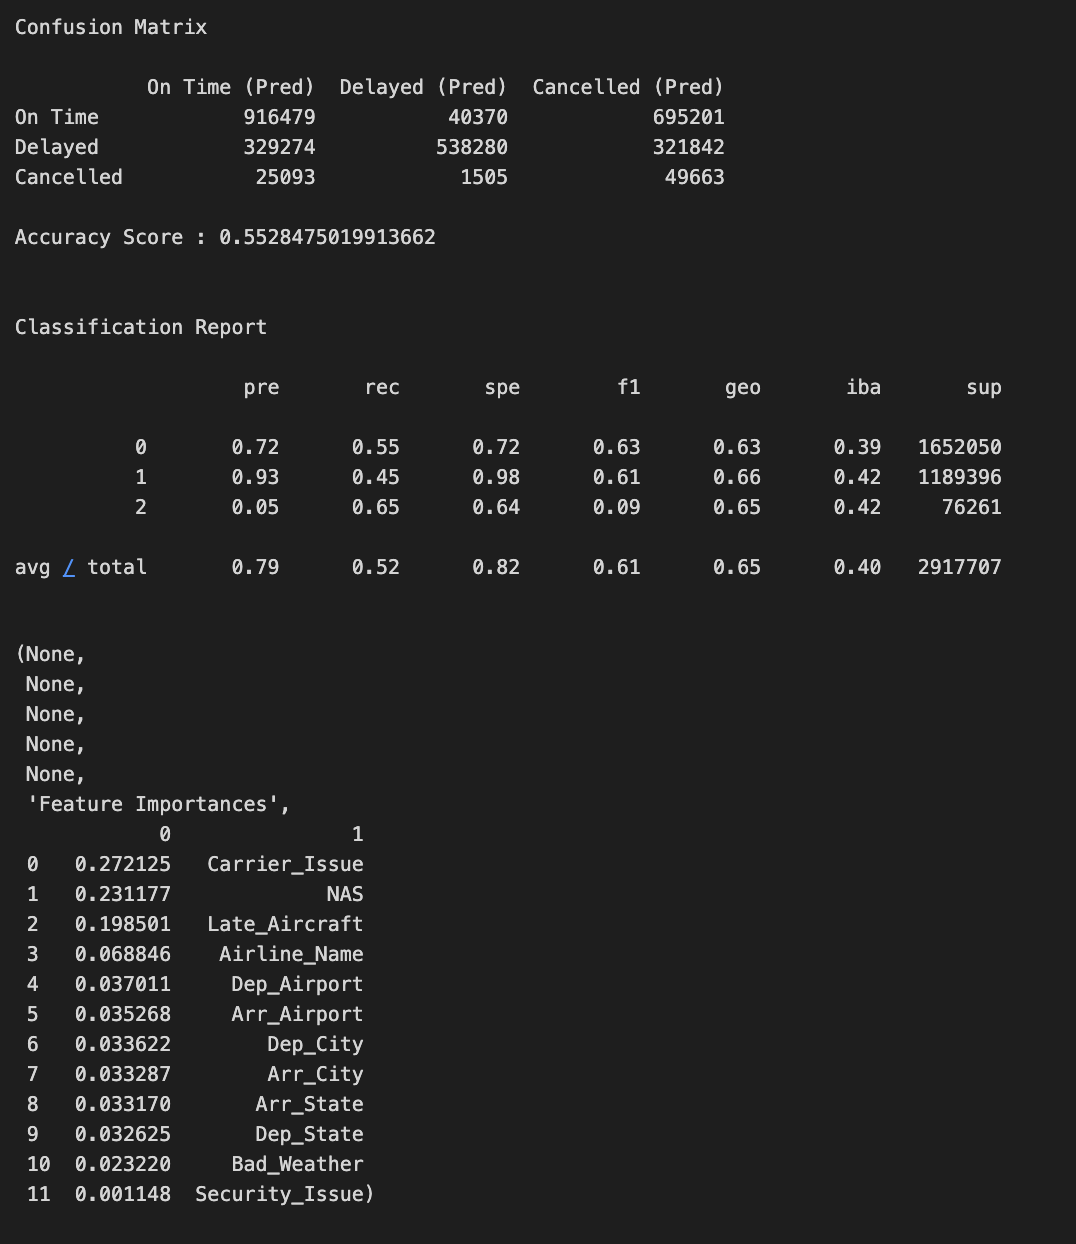 Confusion Matrix
On Time (Pred) Delayed (Pred) Cancelled (Pred)
On Time 916479 40370 695201
Delayed 329274 538280 321842
Cancelled 25093 1505 49663
Accuracy Score : 0.5528475019913662
Classification Report
pre rec spe f1 geo iba sup
0 0.72 0.55 0.72 0.63 0.63 0.39 1652050
1 0.93 0.45 0.98 0.61 0.66 0.42 1189396
2 0.05 0.65 0.64 0.09 0.65 0.42 76261
avg / total 0.79 0.52 0.82 0.61 0.65 0.40 2917707
(None,
None,
None,
None,
None,
'Feature Importances',
0 1
0 0.272125 Carrier_Issue
1 0.231177 NAS
2 0.198501 Late_Aircraft
3 0.068846 Airline_Name
4 0.037011 Dep_Airport
5 0.035268 Arr_Airport
6 0.033622 Dep_City
7 0.033287 Arr_City
8 0.033170 Arr_State
9 0.032625 Dep_State
10 0.023220 Bad_Weather
11 0.001148 Security_Issue)